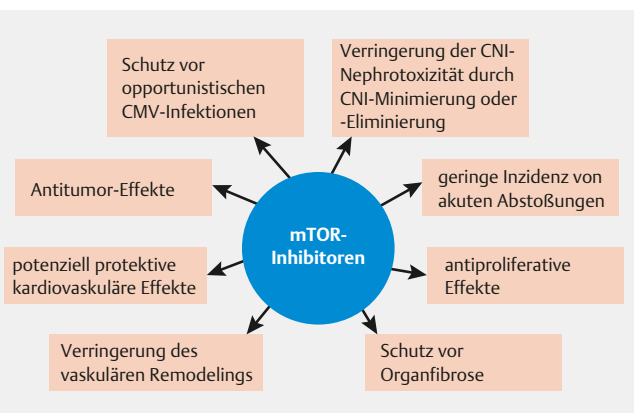 Schutz vor
opportunistischen
CMV-Infektionen
Verringerung der CNI-
Nephrotoxizität durch
CNI-Minimierung oder
-Eliminierung
Antitumor-Effekte
geringe Inzidenz von
akuten Abstoßungen
mTOR-
Inhibitoren
potenziell protektive
kardiovaskuläre Effekte
antiproliferative
Effekte
Verringerung des
vaskulären Remodelings
Schutz vor
Organfibrose